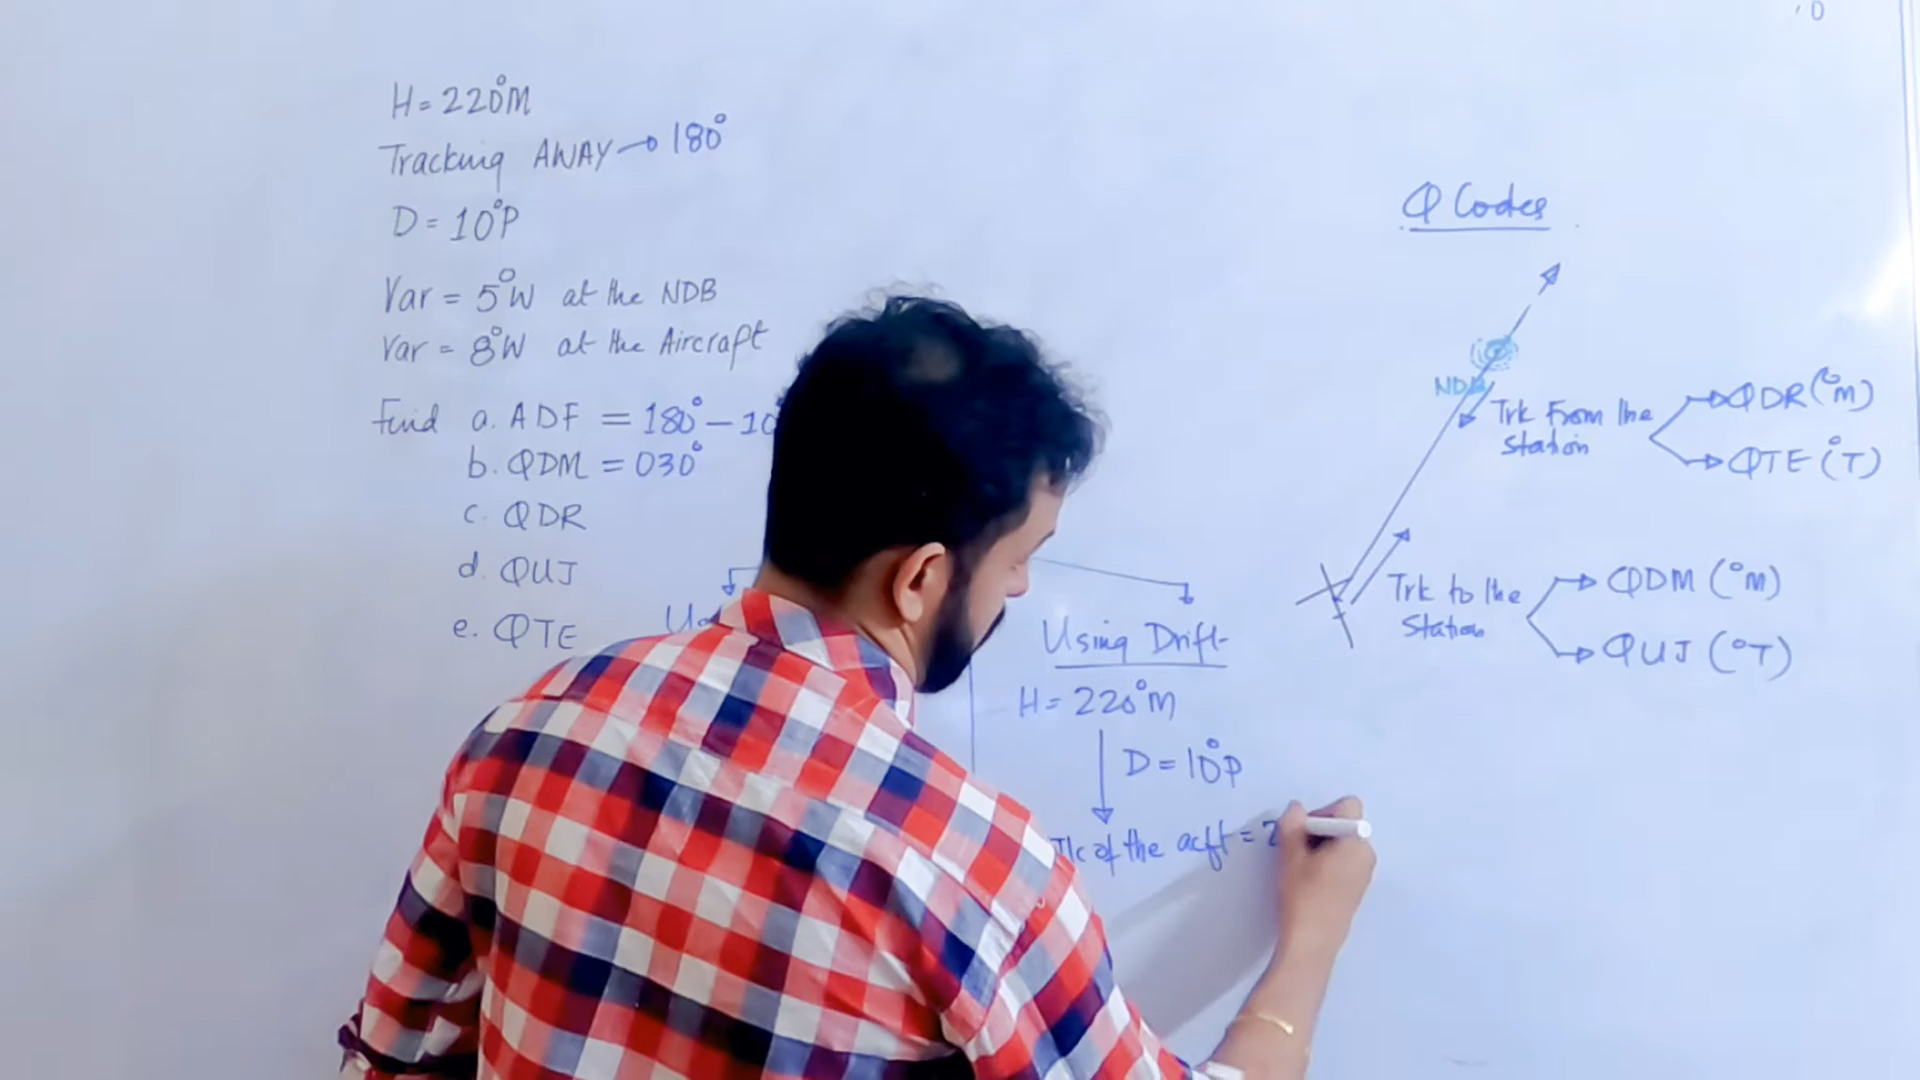 H = 220°M
Tracking AWAY → 180°
D = 10°P
Var = 5°W at the NDB
Var = 8°W at the Aircraft
Find a. ADF = 180° - 10
b. QDM = 030°
c. QDR
d. QUJ
e. QTE
Using Drift
H = 220°M
D = 10°P
of the acft = 2
Q Codes
NDB
Trk From the
Station
QDR (°M)
QTE (°T)
Trk to the
Station
QDM (°M)
QUJ (°T)